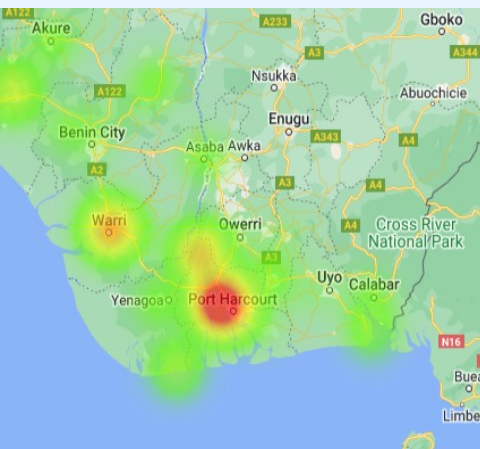 A122
Akure
A233
Gboko
A3
A344
Nsukka
A122
Abuochicie
Enugu
Benin City
A343
A4
Asaba
Awka
A2
A3
A4
Warri
Owerri
A4
Cross River
National Park
A3
Uyo
Calabar
Yenagoa
Port Harcourt
N16
Buea
Limbe